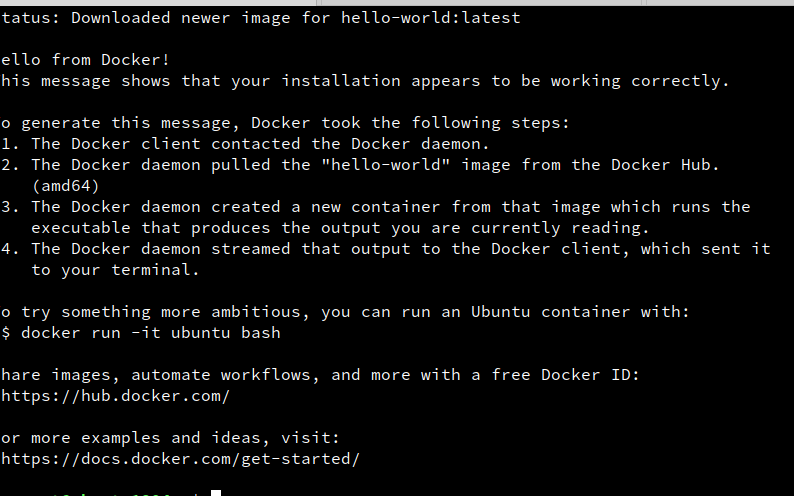 tatus: Downloaded newer image for hello-world:latest
ello from Docker!
his message shows that your installation appears to be working correctly.
o generate this message, Docker took the following steps:
1. The Docker client contacted the Docker daemon.
2. The Docker daemon pulled the "hello-world" image from the Docker Hub.
(amd64)
3. The Docker daemon created a new container from that image which runs the
executable that produces the output you are currently reading.
4. The Docker daemon streamed that output to the Docker client, which sent it
to your terminal.
o try something more ambitious, you can run an Ubuntu container with:
$ docker run -it ubuntu bash
hare images, automate workflows, and more with a free Docker ID:
https://hub.docker.com/
or more examples and ideas, visit:
https://docs.docker.com/get-started/